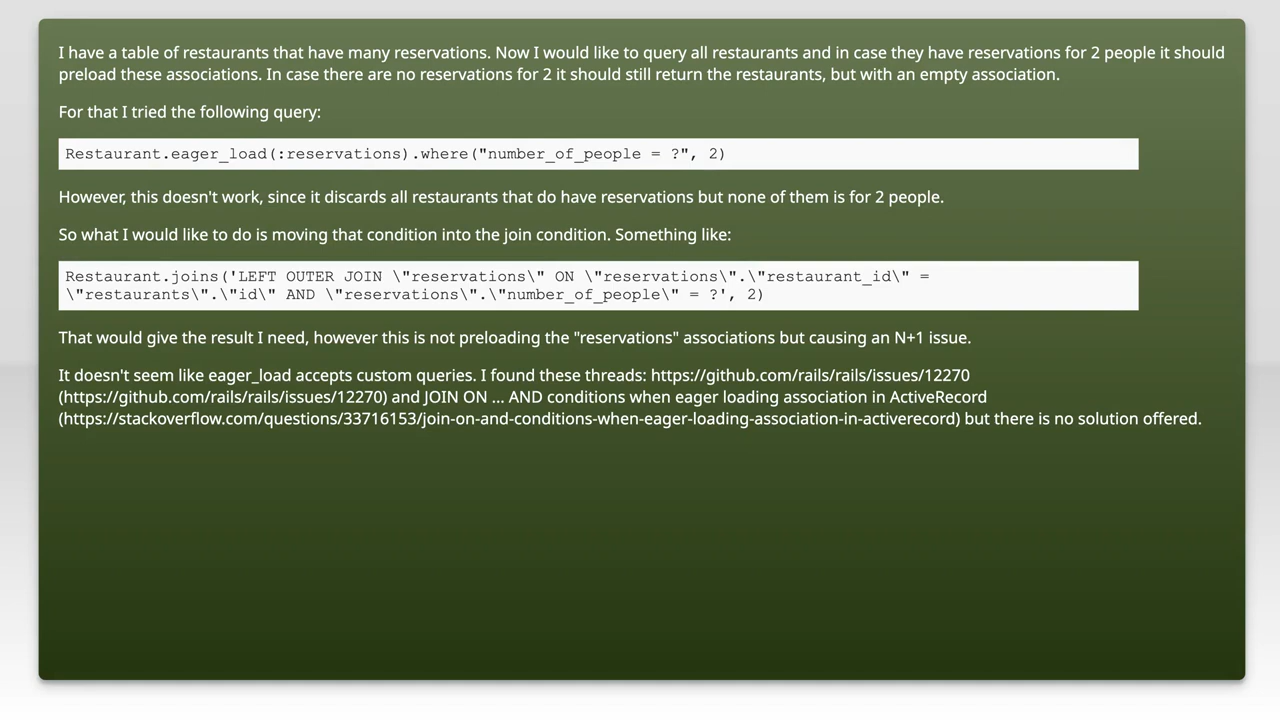 I have a table of restaurants that have many reservations. Now I would like to query all restaurants and in case they have reservations for 2 people it should
preload these associations. In case there are no reservations for 2 it should still return the restaurants, but with an empty association.
For that I tried the following query:
Restaurant.eager_load(:reservations).where("number_of_people = ?", 2)
However, this doesn't work, since it discards all restaurants that do have reservations but none of them is for 2 people.
So what I would like to do is moving that condition into the join condition. Something like:
Restaurant.joins('LEFT OUTER JOIN \"reservations\" ON \"reservations\".\"restaurant_id\" =
\"restaurants\".\"id\" AND \"reservations\".\"number_of_people\" = ?', 2)
That would give the result I need, however this is not preloading the "reservations" associations but causing an N+1 issue.
It doesn't seem like eager_load accepts custom queries. I found these threads: https://github.com/rails/rails/issues/12270
(https://github.com/rails/rails/issues/12270) and JOIN ON ... AND conditions when eager loading association in ActiveRecord
(https://stackoverflow.com/questions/33716153/join-on-and-conditions-when-eager-loading-association-in-activerecord) but there is no solution offered.